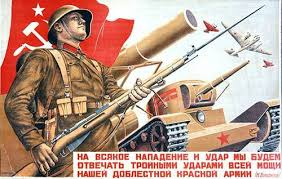 НА ВСЯКОЕ НАПАДЕНИЕ И УДАР МЫ БУДЕМ
ОТВЕЧАТЬ ТРОЙНЫМИ УДАРАМИ ВСЕЙ МОЩИ
НАШЕЙ ДОБЛЕСТНОЙ КРАСНОЙ АРМИИ